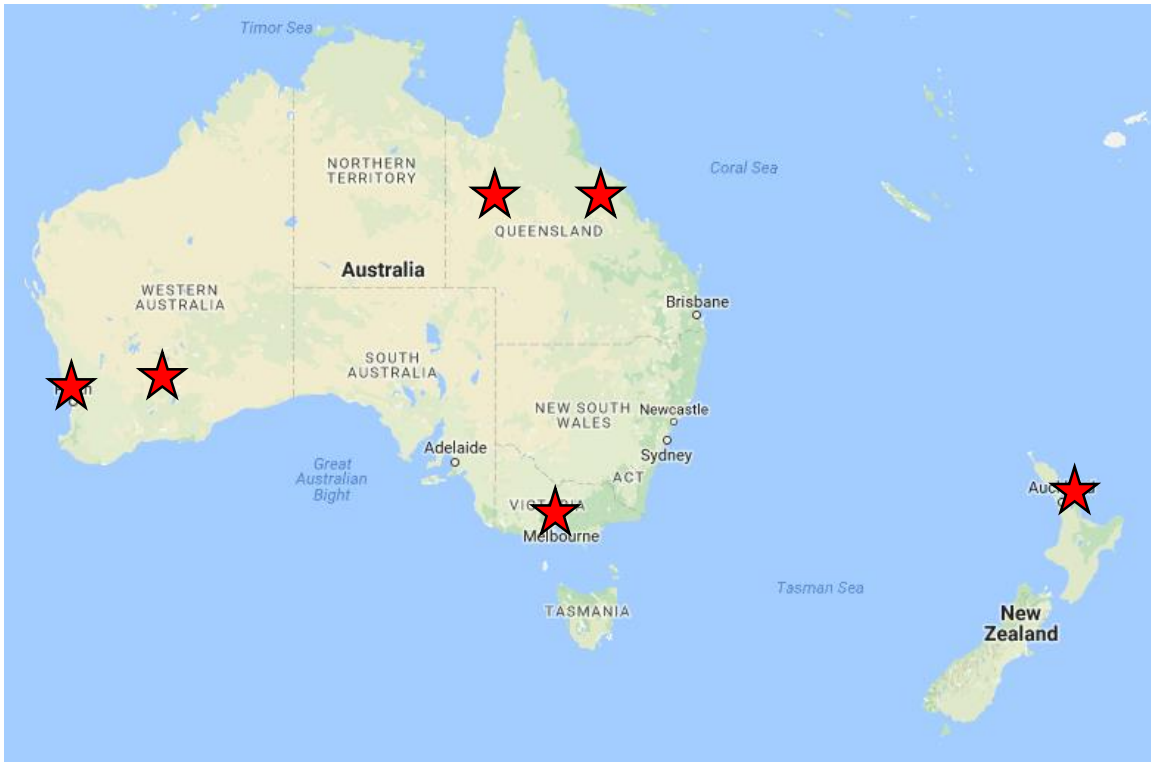 Timor Sea
Coral Sea
NORTHERN
TERRITORY
QUEENSLAND
Australia
WESTERN
AUSTRALIA
Brisbane
SOUTH
AUSTRALIA
NEW SOUTH
WALES
Newcastle
Sydney
Adelaide
ACT
Great
Australian
Bight
Melbourne
Tasman Sea
TASMANIA
New
Zealand